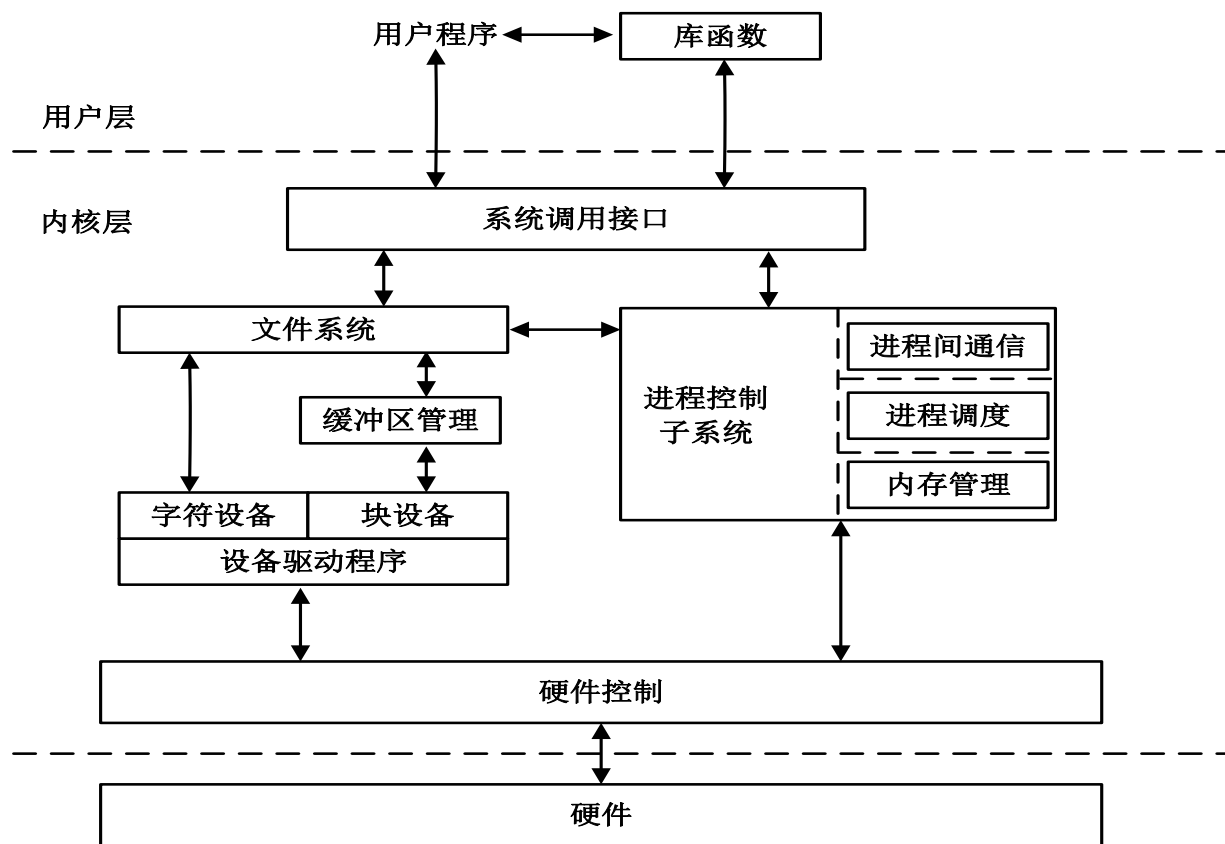 用户程序
库函数
用户层
内核层
系统调用接口
文件系统
进程间通信
进程控制
子系统
缓冲区管理
进程调度
内存管理
字符设备
块设备
设备驱动程序
硬件控制
硬件